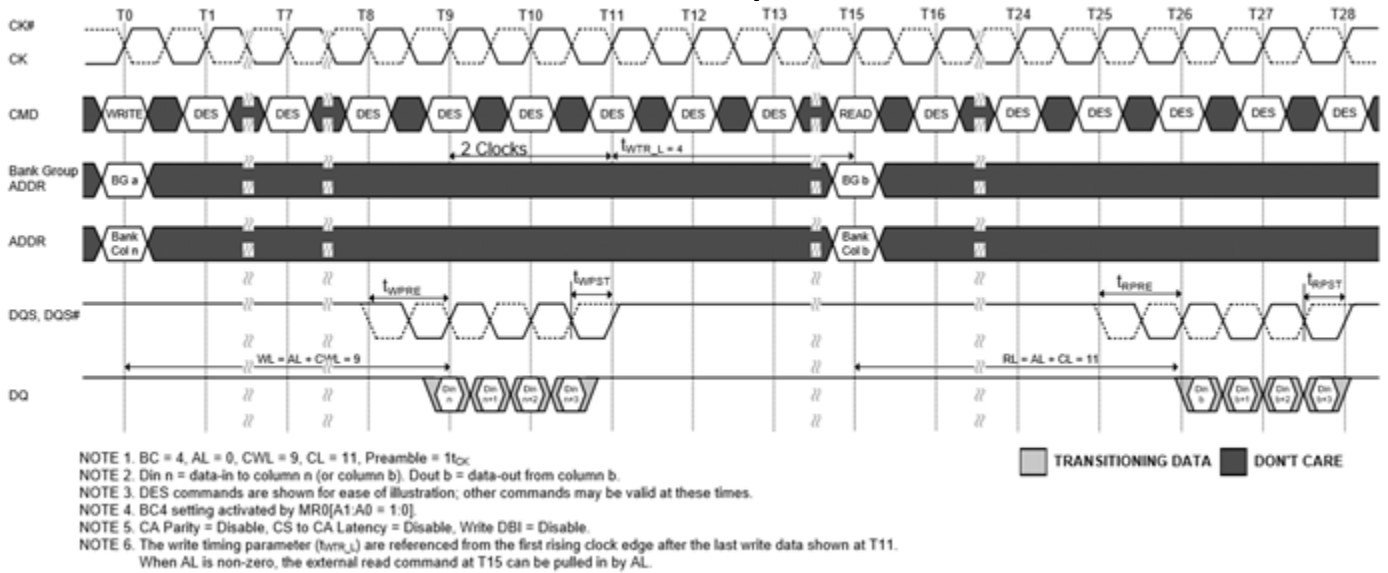 T0 T1 T7 T8 T9 T10 T11 T12 T13 T15 T16 T24 T25 T26 T27 T28
CK#
CK
CMD WRITE DES DES DES DES DES DES DES DES READ DES DES DES DES DES DES
2 Clocks tWTR_L = 4
Bank Group
ADDR
BG a BG b
ADDR
Bank
Col n
Bank
Col b
tWPRE tWPST tRPRE tRPST
DQS, DQS#
WL = AL + CWL = 9 RL = AL + CL = 11
DQ
Din
n
Din
n+1
Din
n+2
Din
n+3
Din
b
Din
b+1
Din
b+2
Din
b+3
NOTE 1. BC = 4, AL = 0, CWL = 9, CL = 11, Preamble = 1tCK
NOTE 2. Din n = data-in to column n (or column b). Dout b = data-out from column b.
NOTE 3. DES commands are shown for ease of illustration; other commands may be valid at these times.
NOTE 4. BC4 setting activated by MR0[A1:A0 = 1:0].
NOTE 5. CA Parity = Disable, CS to CA Latency = Disable, Write DBI = Disable.
NOTE 6. The write timing parameter (tWTR_L) are referenced from the first rising clock edge after the last write data shown at T11.
When AL is non-zero, the external read command at T15 can be pulled in by AL.
TRANSITIONING DATA DON'T CARE